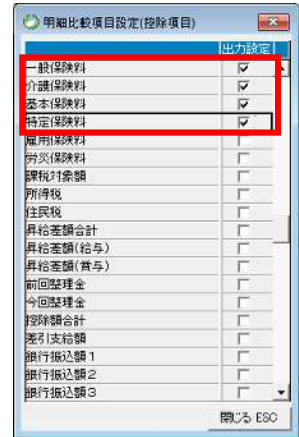 明細比較項目設定(控除項目)
出力設定
一般保険料
介護保険料
基本保険料
特定保険料
雇用保険料
労災保険料
課税対象額
所得税
住民税
昇給差額合計
昇給差額(給与)
昇給差額(賞与)
前回整理金
今回整理金
控除額合計
差引支給額
銀行振込額1
銀行振込額2
銀行振込額3
閉じる ESC